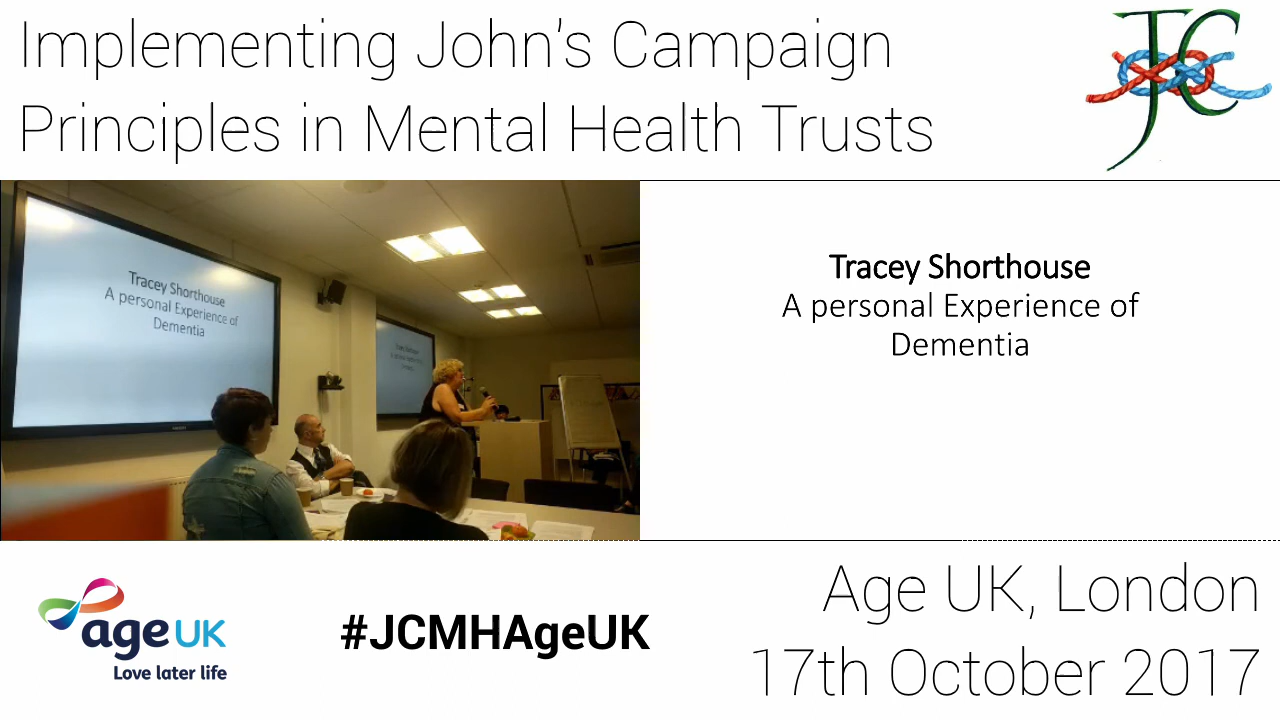 Implementing John's Campaign
Principles in Mental Health Trusts
JC
Tracey Shorthouse
A personal Experience of
Dementia
Tracey Shorthouse
A personal Experience of
Dementia
age UK
Love later life
#JCMHAgeUK
Age UK, London
17th October 2017